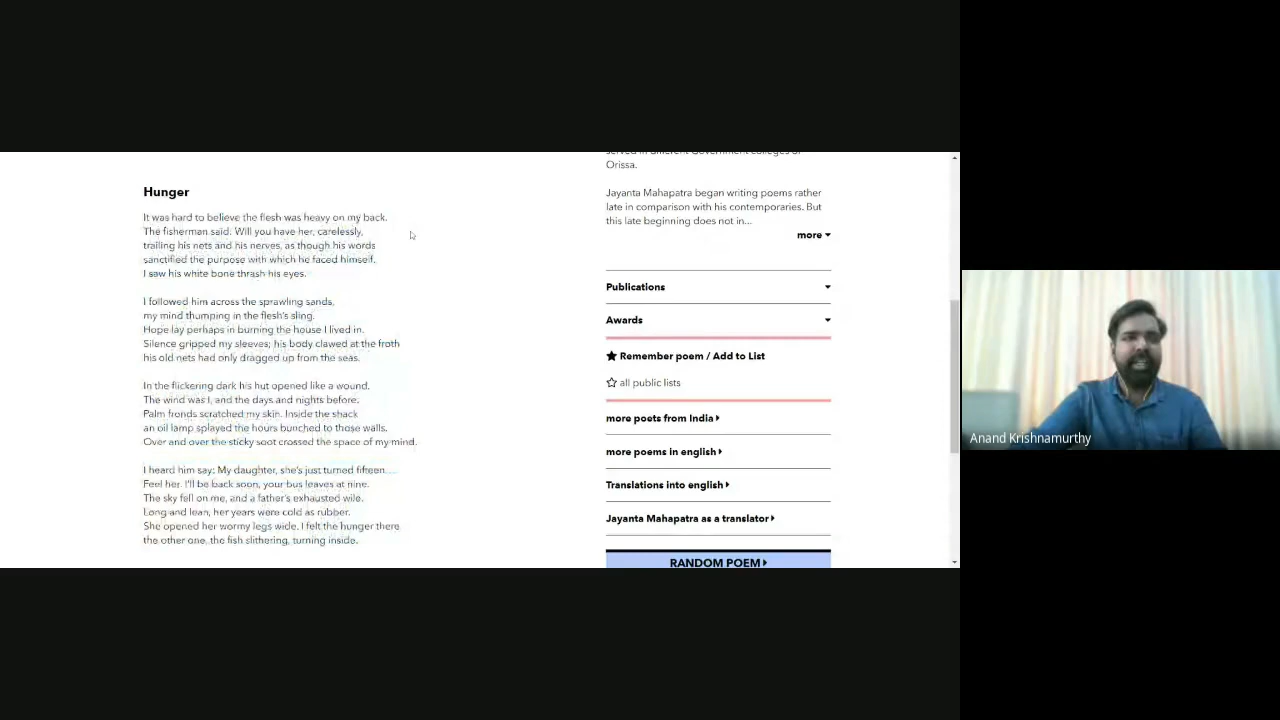 Hunger
It was hard to believe the flesh was heavy on my back.
The fisherman said: Will you have her, carelessly,
trailing his nets and his nerves, as though his words
sanctified the purpose with which he faced himself.
I saw his white bone thrash his eyes.
I followed him across the sprawling sands,
my mind thumping in the flesh's sling.
Hope lay perhaps in burning the house I lived in.
Silence gripped my sleeves; his body clawed at the froth
his old nets had only dragged up from the seas.
In the flickering dark his hut opened like a wound.
The wind was I, and the days and nights before.
Palm fronds scratched my skin. Inside the shack
an oil lamp splayed the hours bunched to those walls.
Over and over the sticky soot crossed the space of my mind.
I heard him say: My daughter, she's just turned fifteen...
Feel her. I'll be back soon, your bus leaves at nine.
The sky fell on me, and a father's exhausted wile.
Long and lean, her years were cold as rubber.
She opened her wormy legs wide. I felt the hunger there
the other one, the fish slithering, turning inside.
served in different Government colleges of
Orissa.
Jayanta Mahapatra began writing poems rather
late in comparison with his contemporaries. But
this late beginning does not in...
more
Publications
Awards
Remember poem / Add to List
all public lists
more poets from India
more poems in english
Translations into english
Jayanta Mahapatra as a translator
RANDOM POEM
Anand Krishnamurthy